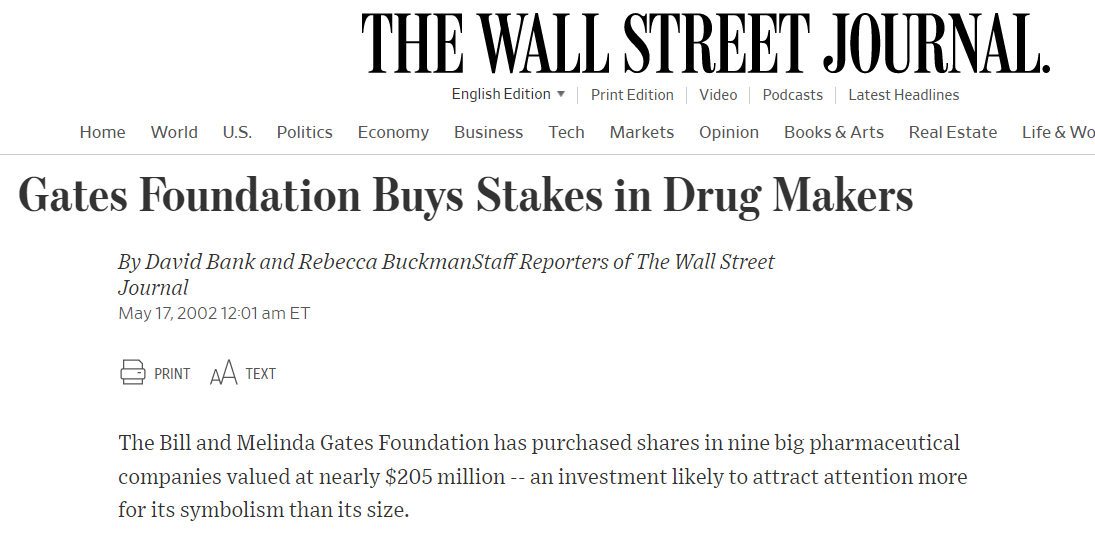 THE WALL STREET JOURNAL.
English Edition ▼ | Print Edition | Video | Podcasts | Latest Headlines
Home World U.S. Politics Economy Business Tech Markets Opinion Books & Arts Real Estate Life & Wo
Gates Foundation Buys Stakes in Drug Makers
By David Bank and Rebecca BuckmanStaff Reporters of The Wall Street
Journal
May 17, 2002 12:01 am ET
PRINT AA TEXT
The Bill and Melinda Gates Foundation has purchased shares in nine big pharmaceutical
companies valued at nearly $205 million -- an investment likely to attract attention more
for its symbolism than its size.